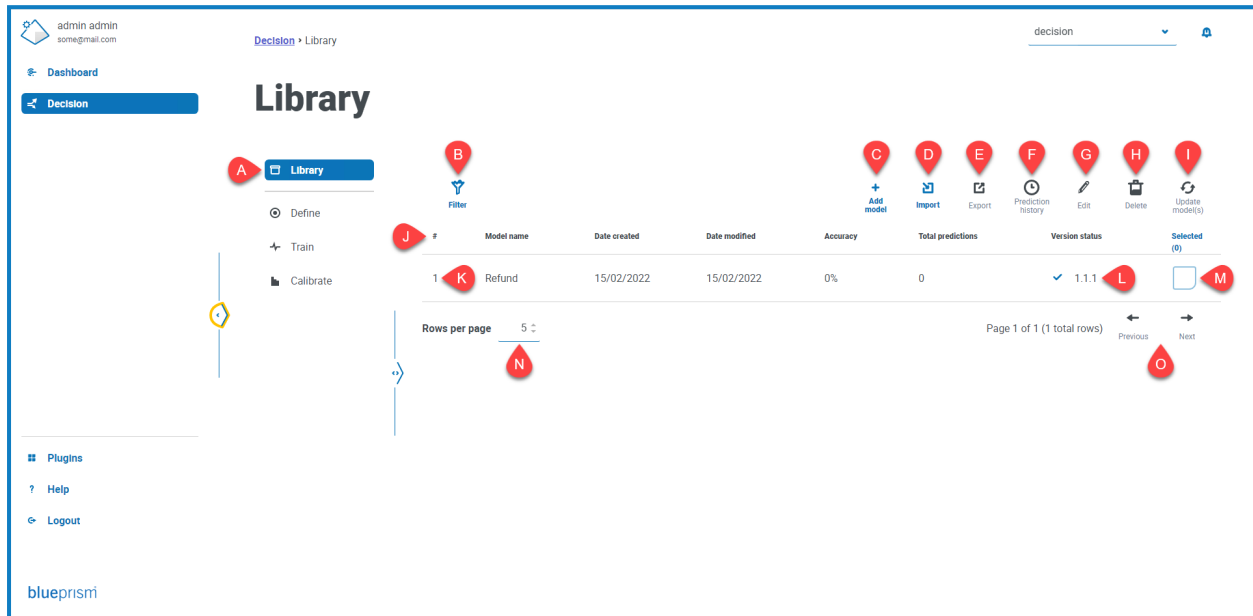 admin admin
some@mail.com
Decision › Library
decision
Dashboard
Decision
Library
A
Library
B
Filter
C
Add
model
D
Import
E
Export
F
Prediction
history
G
Edit
H
Delete
I
Update
model(s)
Define
Train
Calibrate
J
# Model name Date created Date modified Accuracy Total predictions Version status Selected
(0)
1 K Refund 15/02/2022 15/02/2022 0% 0 1.1.1 L M
Rows per page 5
N
Page 1 of 1 (1 total rows)
Previous
Next
O
Plugins
? Help
Logout
blueprism